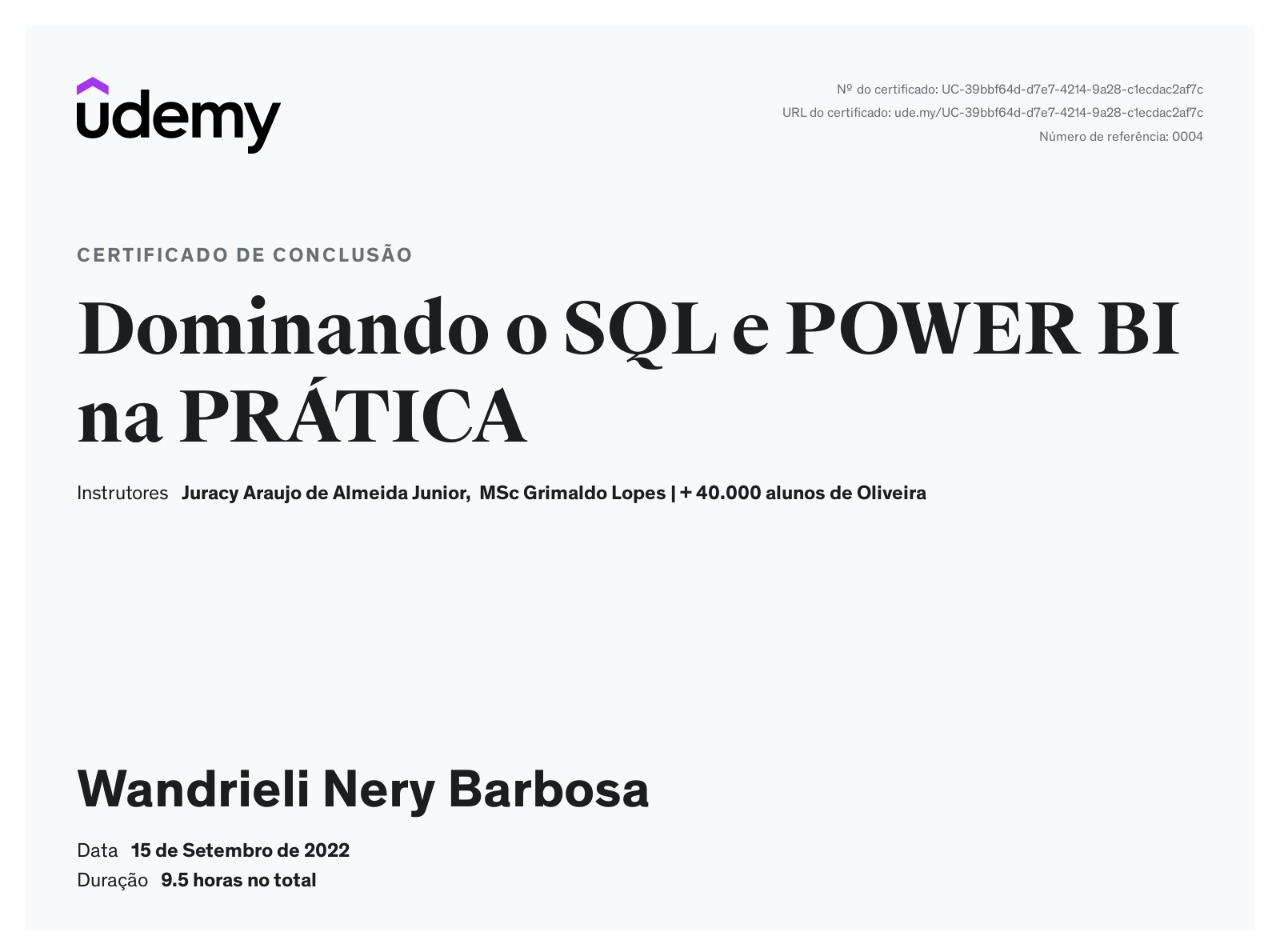 udemy
Nº do certificado: UC-39bbf64d-d7e7-4214-9a28-c1ecdac2af7c
URL do certificado: ude.my/UC-39bbf64d-d7e7-4214-9a28-c1ecdac2af7c
Número de referência: 0004
CERTIFICADO DE CONCLUSÃO
Dominando o SQL e POWER BI
na PRÁTICA
Instrutores Juracy Araujo de Almeida Junior, MSc Grimaldo Lopes | + 40.000 alunos de Oliveira
Wandrieli Nery Barbosa
Data 15 de Setembro de 2022
Duração 9.5 horas no total